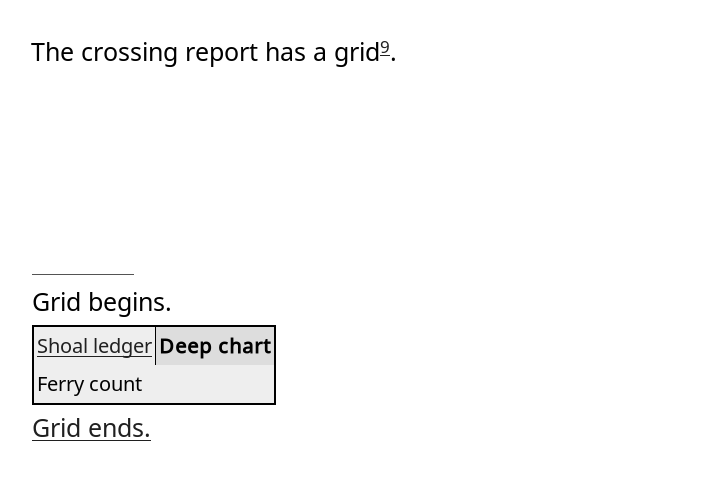 The crossing report has a grid⁹.
Grid begins.
Shoal ledger Deep chart
Ferry count
Grid ends.